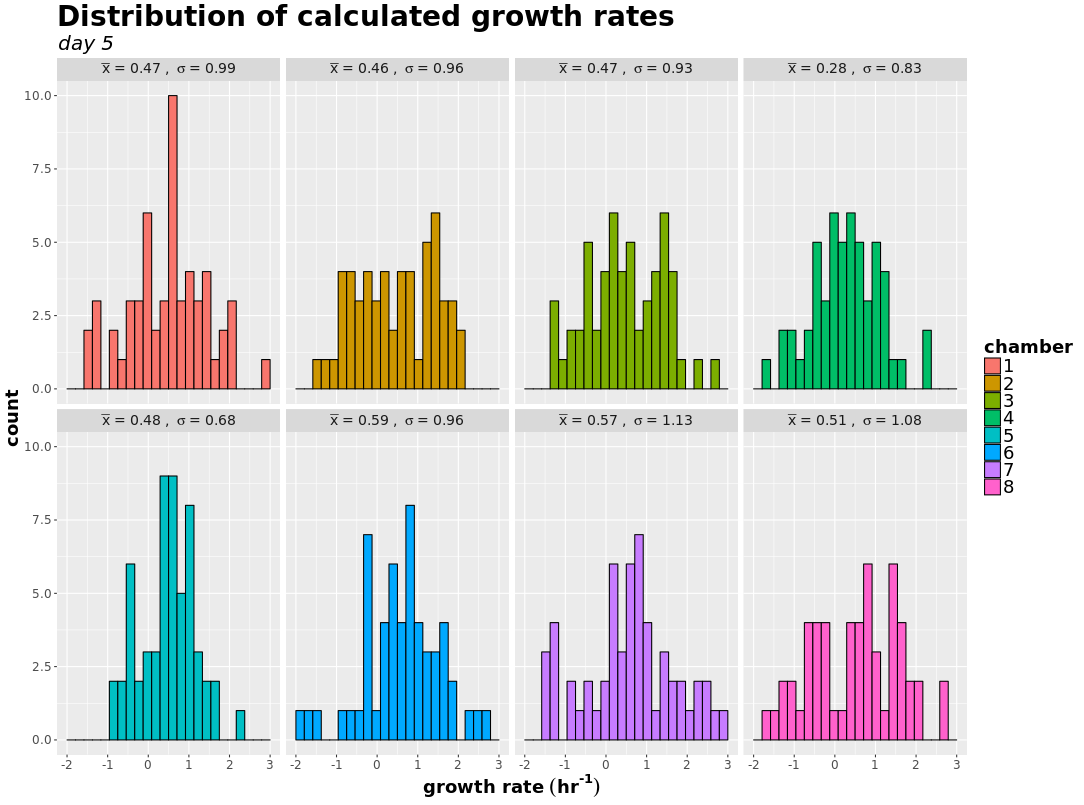 Distribution of calculated growth rates
day 5
x̅ = 0.47 , σ = 0.99
x̅ = 0.46 , σ = 0.96
x̅ = 0.47 , σ = 0.93
x̅ = 0.28 , σ = 0.83
10.0
7.5
5.0
2.5
0.0
x̅ = 0.48 , σ = 0.68
x̅ = 0.59 , σ = 0.96
x̅ = 0.57 , σ = 1.13
x̅ = 0.51 , σ = 1.08
10.0
7.5
5.0
2.5
0.0
-2 -1 0 1 2 3
-2 -1 0 1 2 3
-2 -1 0 1 2 3
-2 -1 0 1 2 3
count
growth rate (hr⁻¹)
chamber
1
2
3
4
5
6
7
8